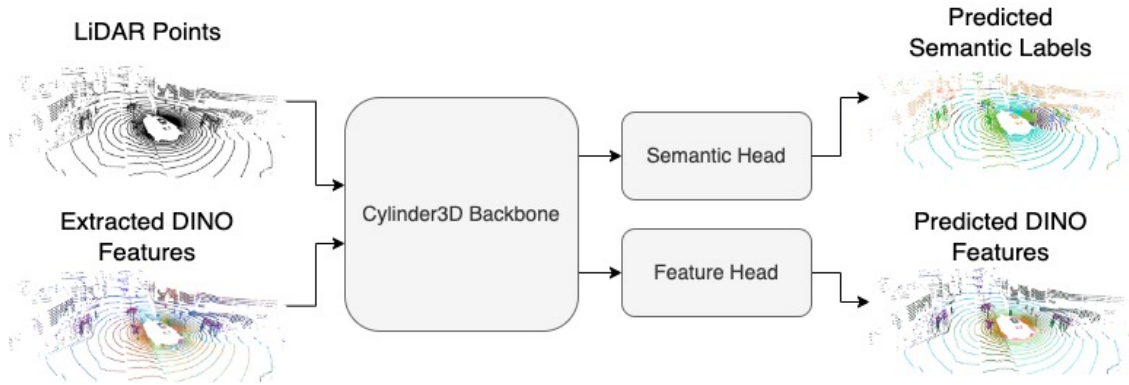 LiDAR Points
Extracted DINO
Features
Cylinder3D Backbone
Semantic Head
Feature Head
Predicted
Semantic Labels
Predicted DINO
Features